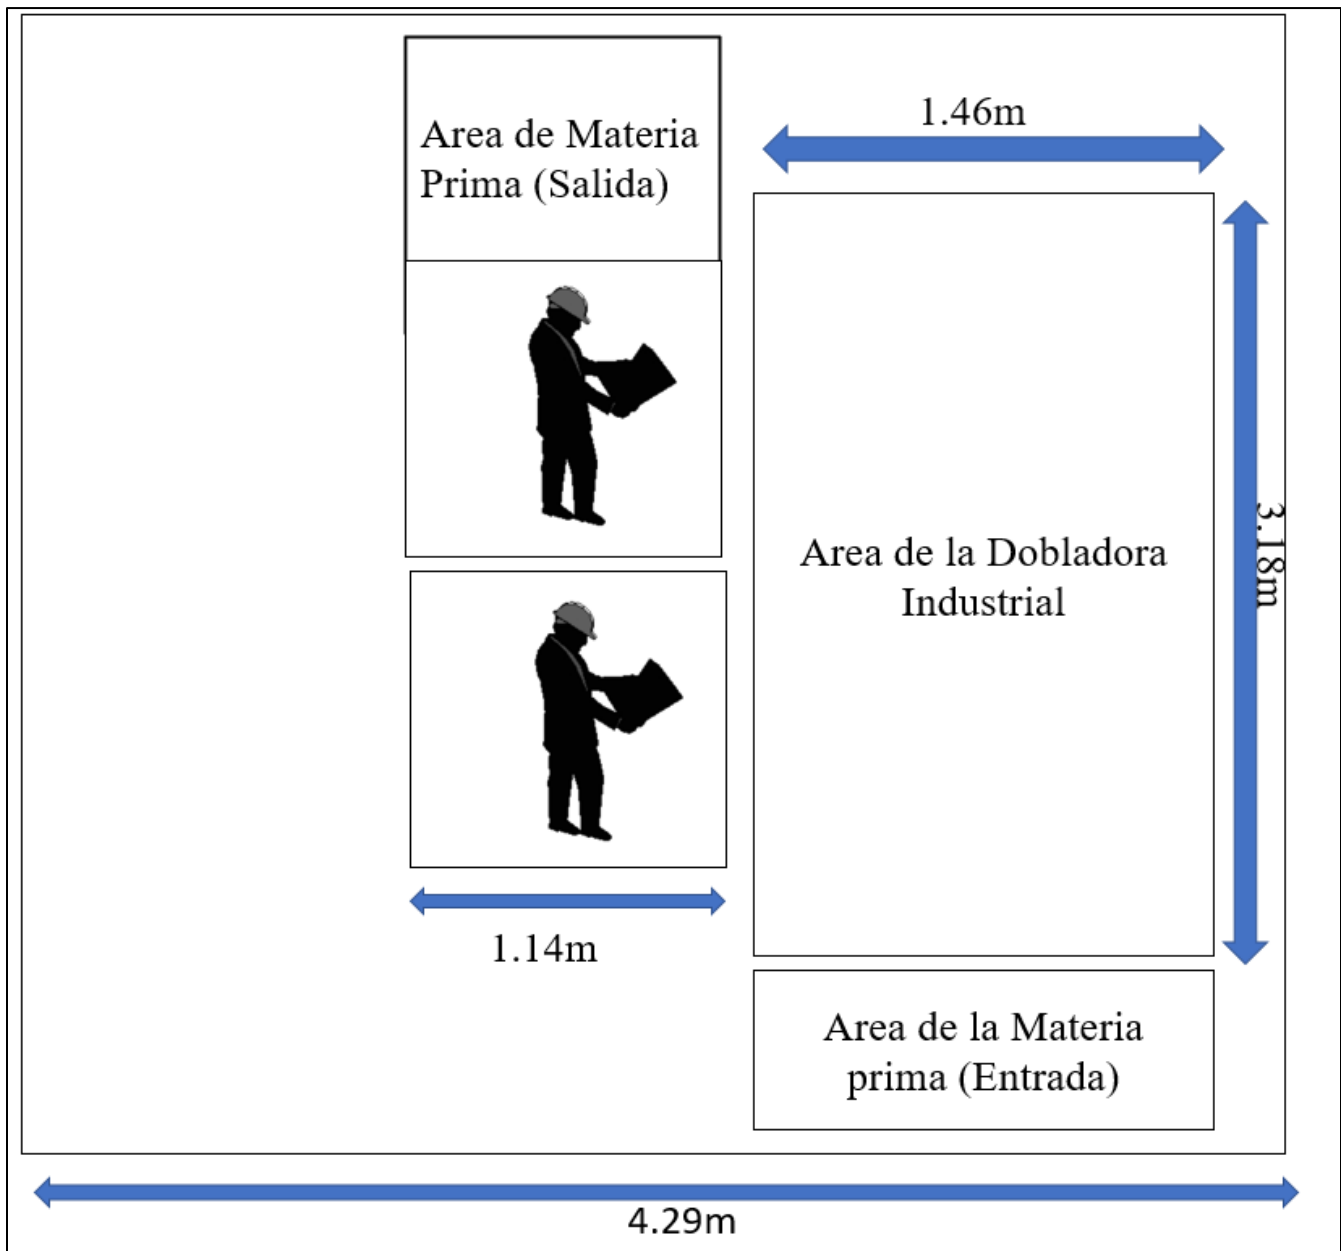 Area de Materia
Prima (Salida)
1.46m
3.18m
Area de la Dobladora
Industrial
1.14m
Area de la Materia
prima (Entrada)
4.29m